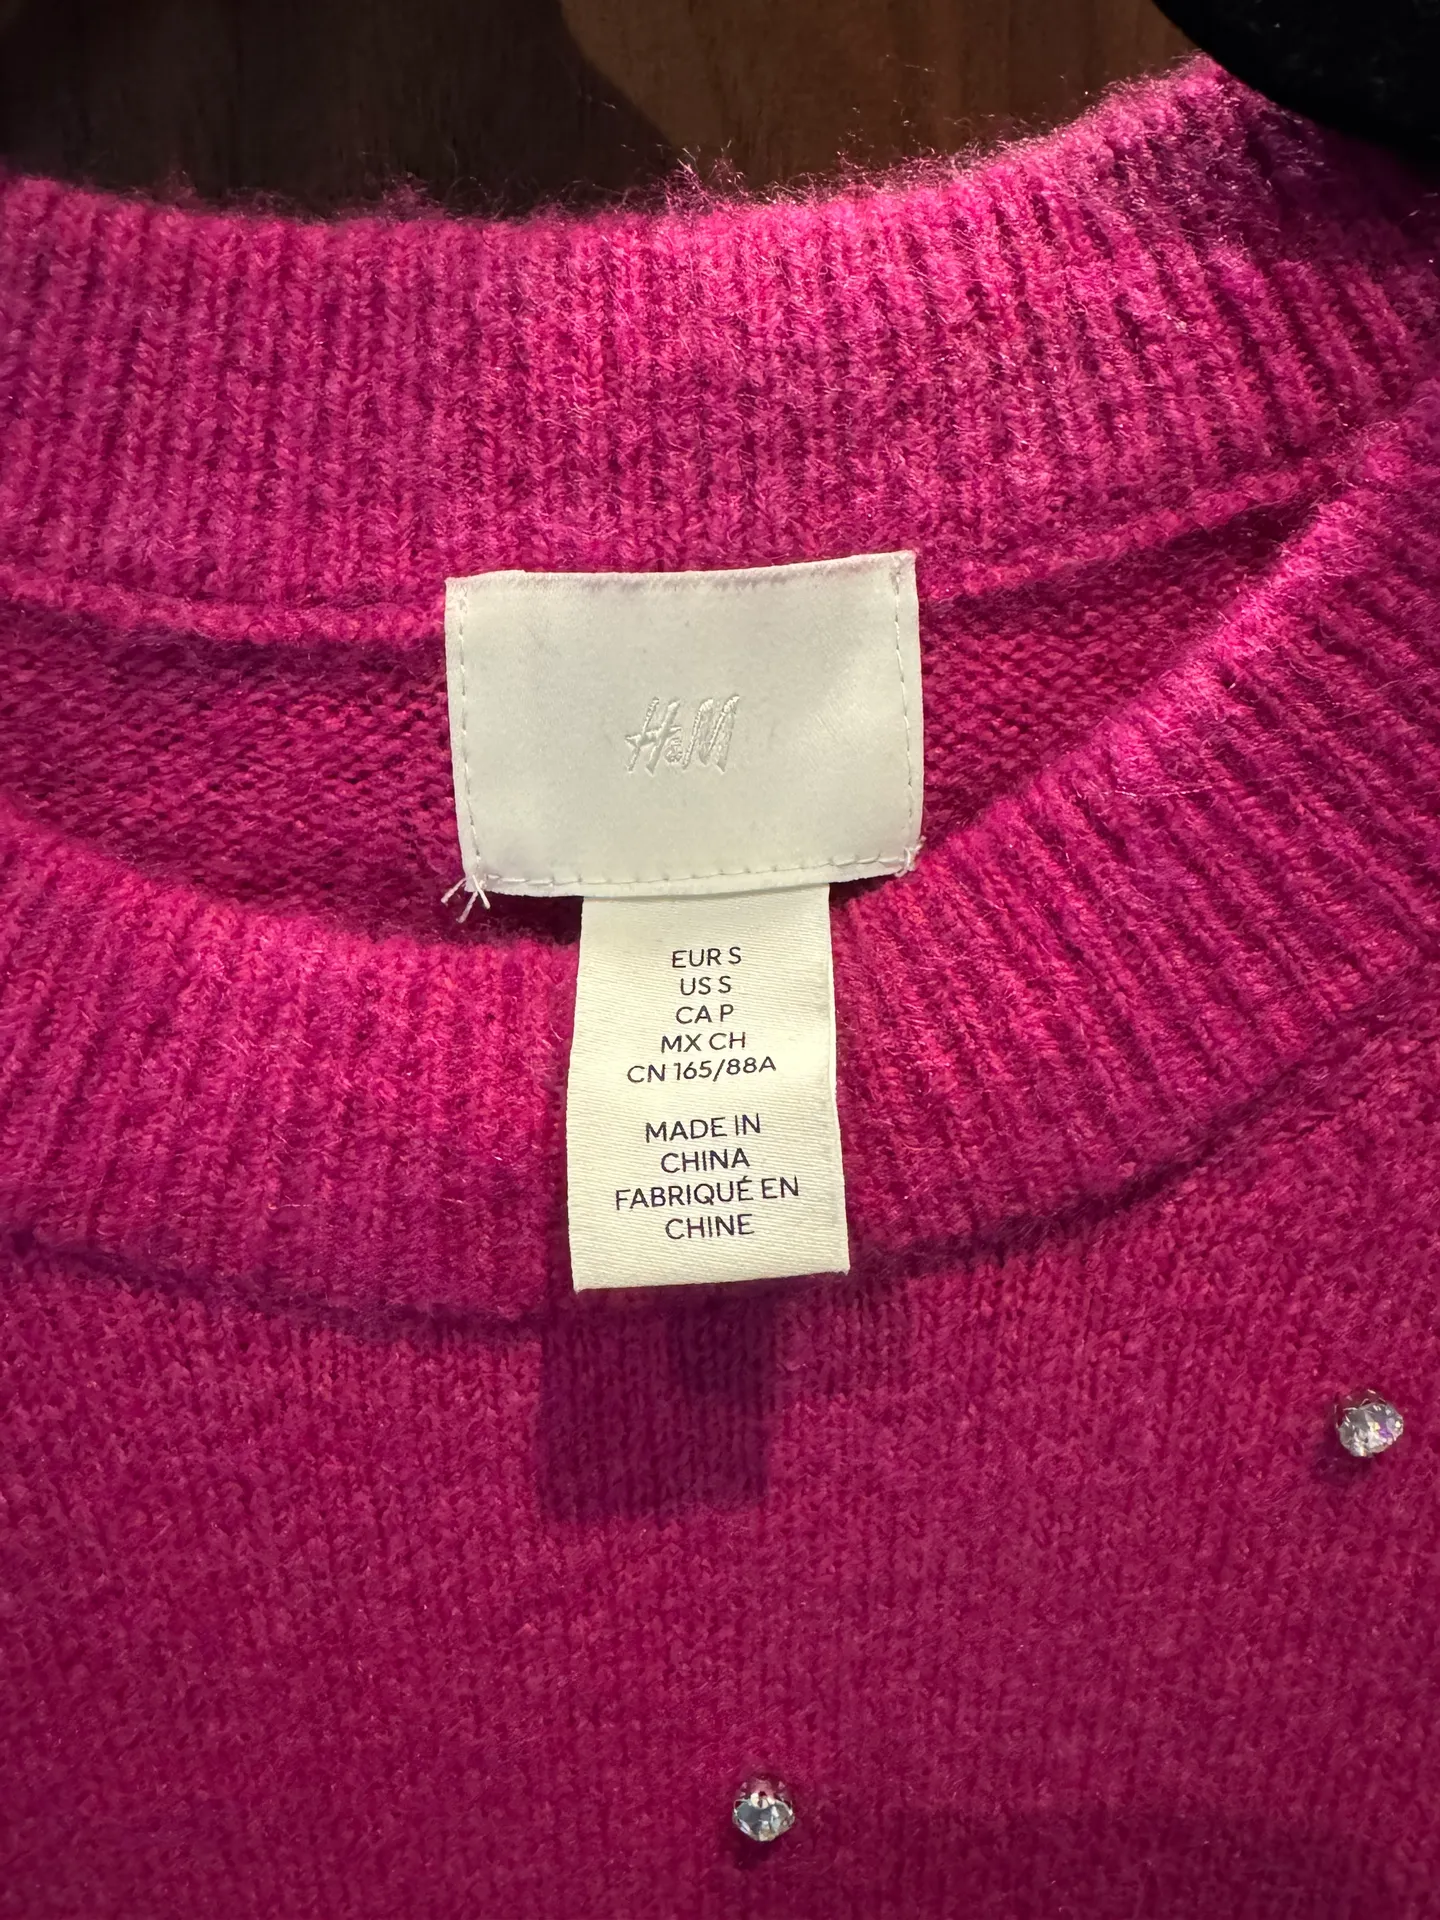 H&M
EUR S
US S
CA P
MX CH
CN 165/88A
MADE IN
CHINA
FABRIQUÉ EN
CHINE